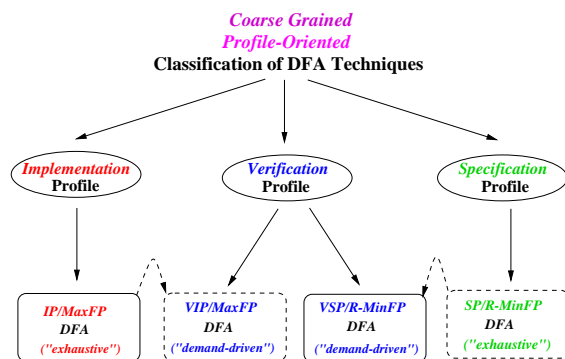 Coarse Grained
Profile-Oriented
Classification of DFA Techniques
Implementation
Profile
Verification
Profile
Specification
Profile
IP/MaxFP
DFA
("exhaustive")
VIP/MaxFP
DFA
("demand-driven")
VSP/R-MinFP
DFA
("demand-driven")
SP/R-MinFP
DFA
("exhaustive")